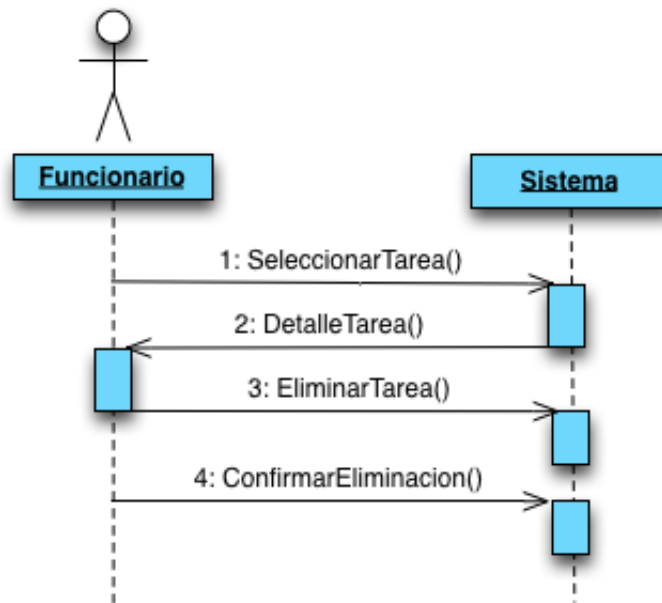 Funcionario
Sistema
1: SeleccionarTarea()
2: DetalleTarea()
3: EliminarTarea()
4: ConfirmarEliminacion()